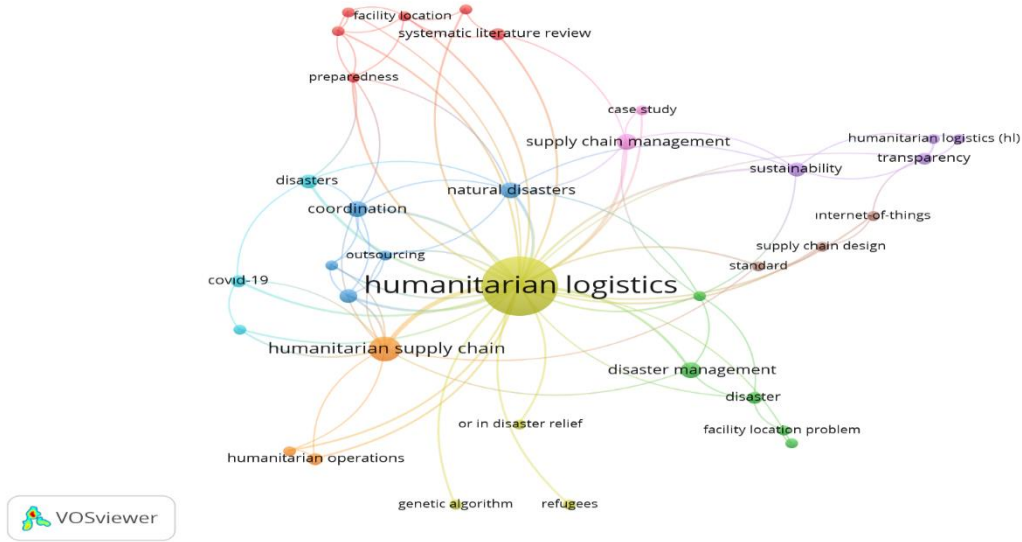 facility location
systematic literature review
preparedness
case study
supply chain management
humanitarian logistics (hl)
transparency
sustainability
disasters
natural disasters
coordination
internet-of-things
supply chain design
outsourcing
standard
covid-19
humanitarian logistics
humanitarian supply chain
disaster management
disaster
or in disaster relief
facility location problem
humanitarian operations
genetic algorithm
refugees
VOSviewer